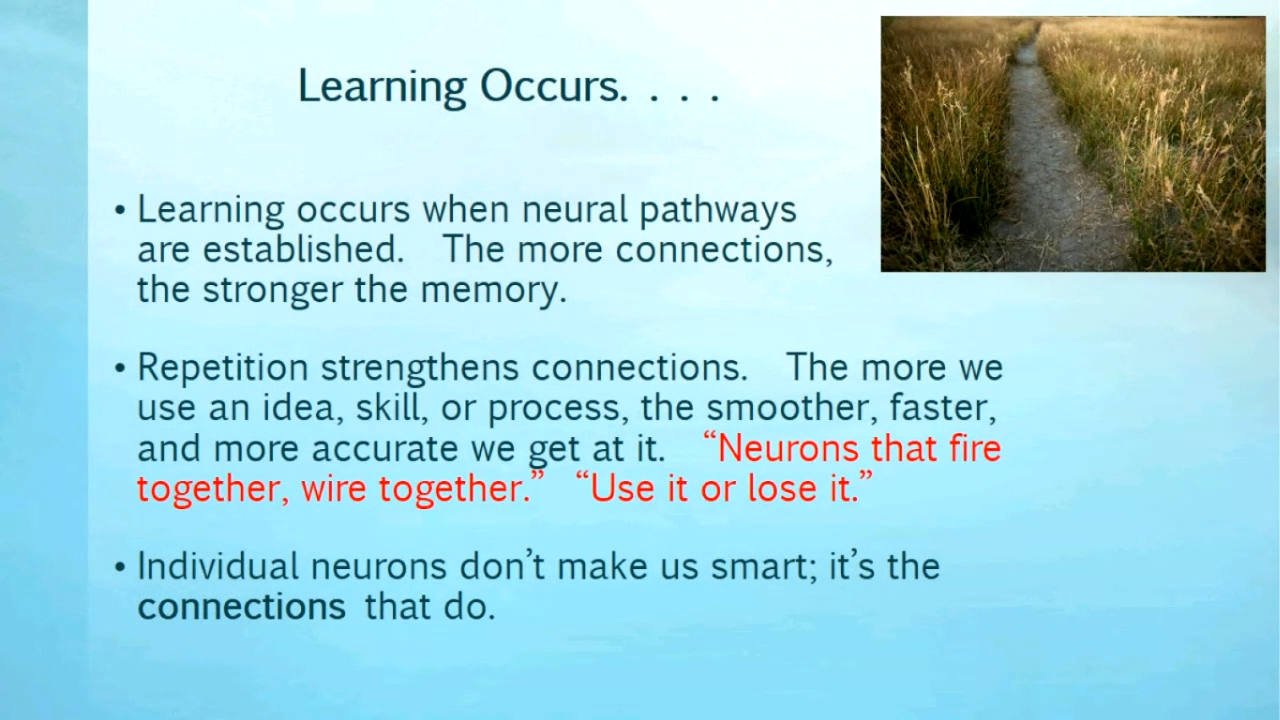 Learning Occurs. . . .
• Learning occurs when neural pathways
are established. The more connections,
the stronger the memory.
• Repetition strengthens connections. The more we
use an idea, skill, or process, the smoother, faster,
and more accurate we get at it. “Neurons that fire
together, wire together.” “Use it or lose it.”
• Individual neurons don’t make us smart; it’s the
connections that do.